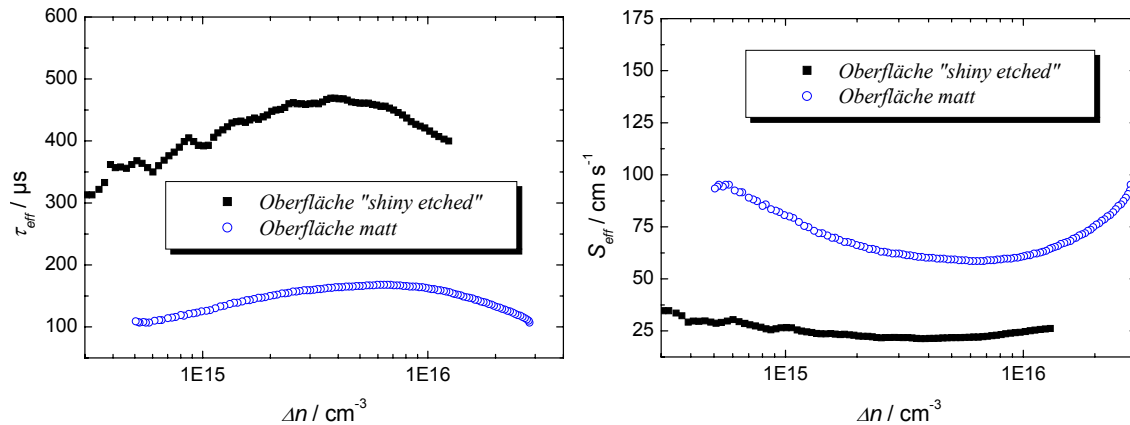 600
500
400
300
200
100
τeff / µs
Oberfläche "shiny etched"
Oberfläche matt
1E15
1E16
Δn / cm-3
175
150
125
100
75
50
25
Seff / cm s-1
Oberfläche "shiny etched"
Oberfläche matt
1E15
1E16
Δn / cm-3